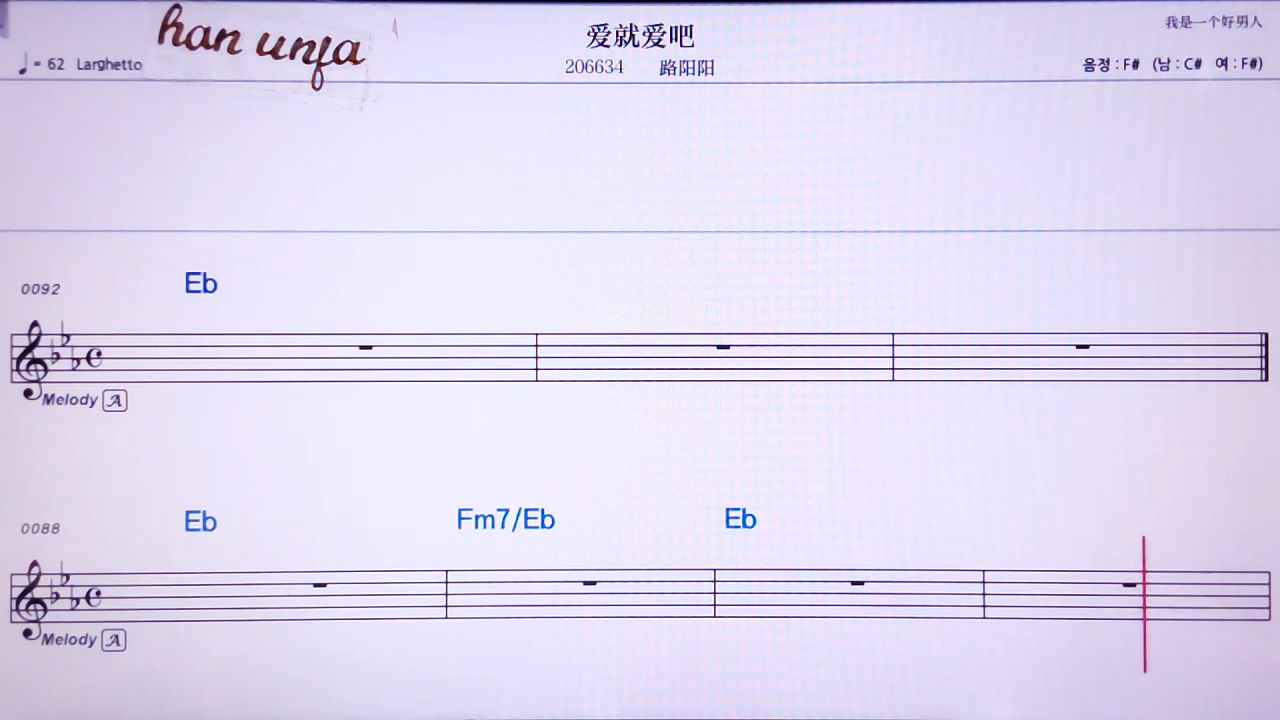 han unja
爱就爱吧
我是一个好男人
♩= 62 Larghetto
206634 路阳阳
음정 : F# (남 : C# 여 : F#)
0092 Eb
Melody A
0088 Eb Fm7/Eb Eb
Melody A